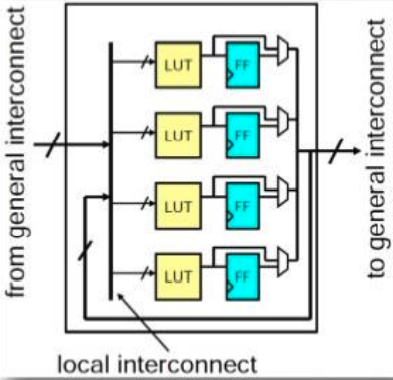 from general interconnect
LUT
FF
LUT
FF
LUT
FF
LUT
FF
to general interconnect
local interconnect